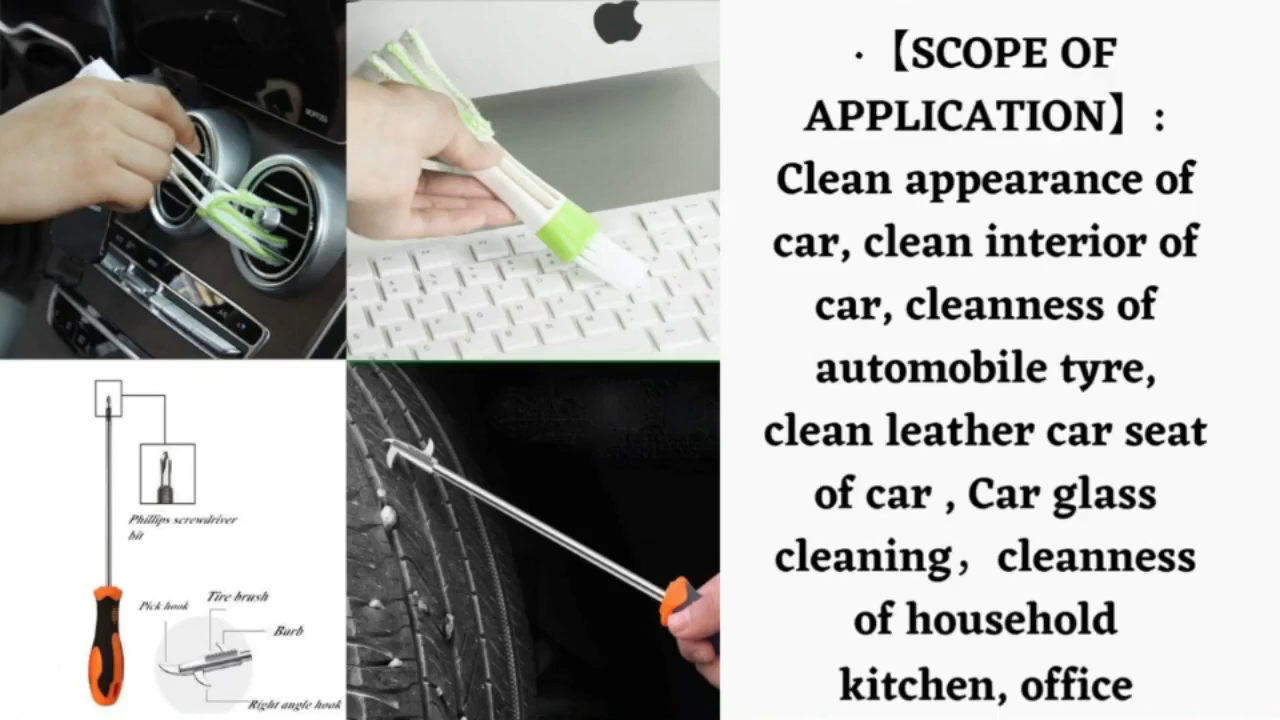 · 【SCOPE OF
APPLICATION】 :
Clean appearance of
car, clean interior of
car, cleanness of
automobile tyre,
clean leather car seat
of car , Car glass
cleaning，cleanness
of household
kitchen, office
Phillips screwdriver
bit
Pick hook
Tire brush
Barb
Right angle hook